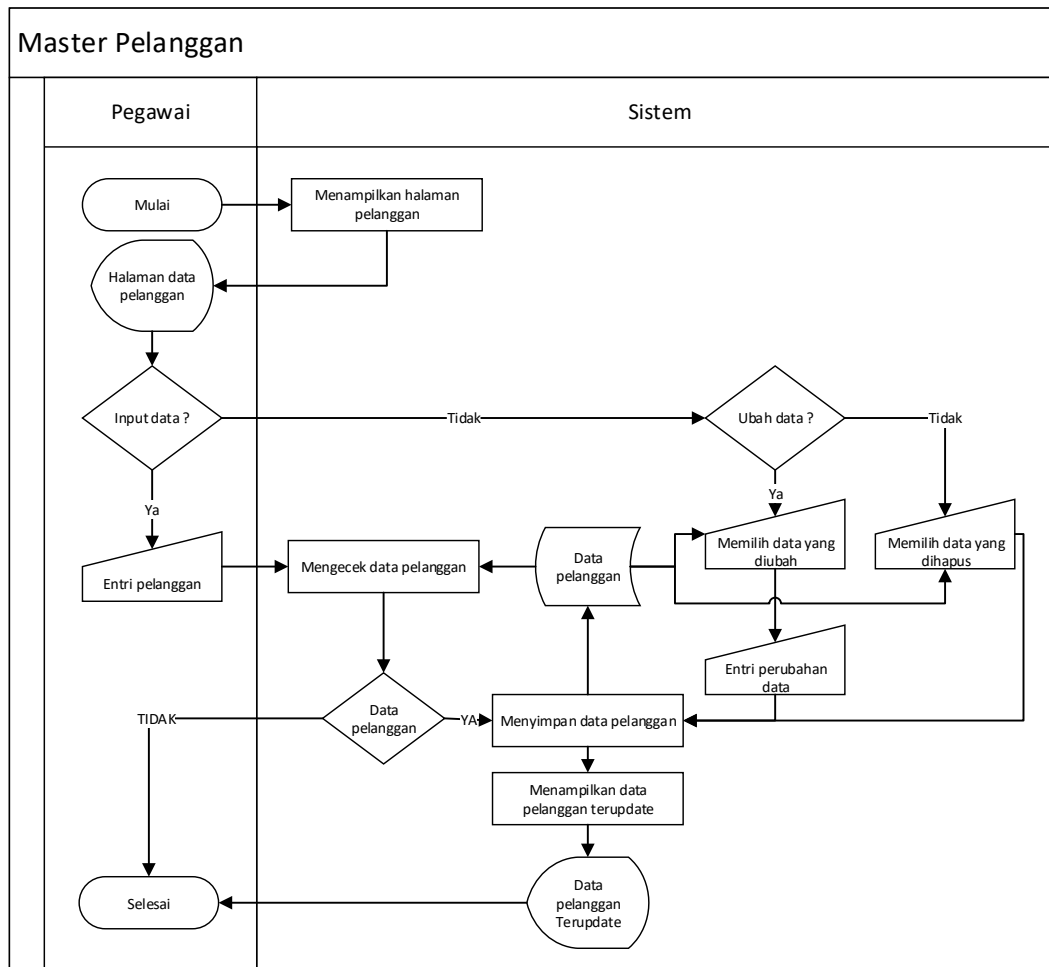 Master Pelanggan
Pegawai
Sistem
Mulai
Menampilkan halaman
pelanggan
Halaman data
pelanggan
Input data ?
Tidak
Ubah data ?
Tidak
Ya
Ya
Entri pelanggan
Mengecek data pelanggan
Data
pelanggan
Memilih data yang
diubah
Memilih data yang
dihapus
Entri perubahan
data
TIDAK
Data
pelanggan
YA
Menyimpan data pelanggan
Menampilkan data
pelanggan terupdate
Selesai
Data
pelanggan
Terupdate